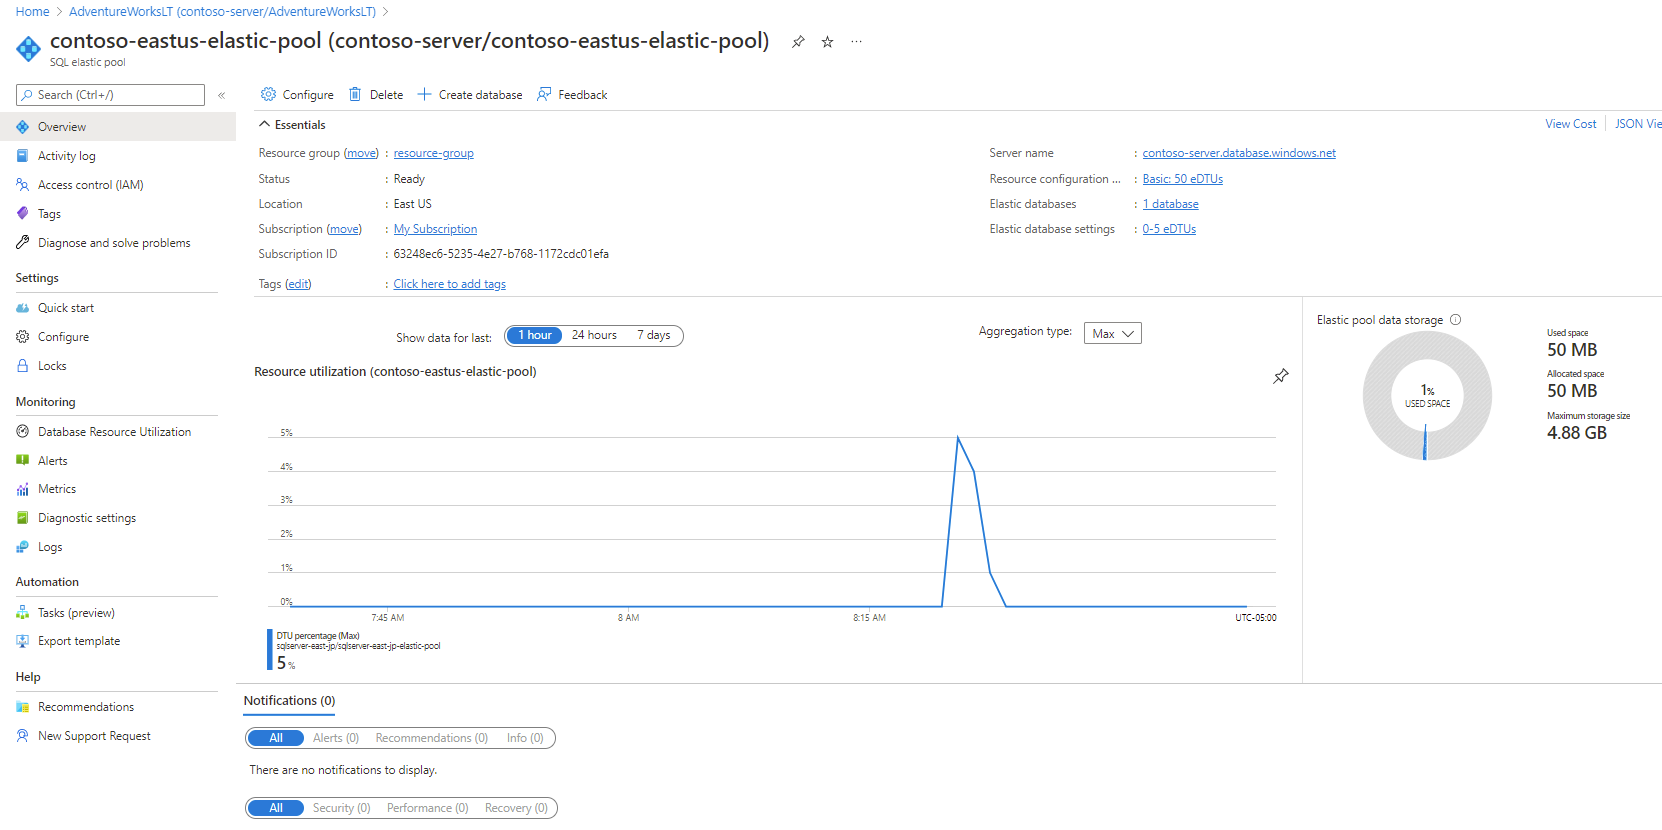 Home > AdventureWorksLT (contoso-server/AdventureWorksLT) >
contoso-eastus-elastic-pool (contoso-server/contoso-eastus-elastic-pool)
SQL elastic pool
Search (Ctrl+/)
«
Overview
Activity log
Access control (IAM)
Tags
Diagnose and solve problems
Settings
Quick start
Configure
Locks
Monitoring
Database Resource Utilization
Alerts
Metrics
Diagnostic settings
Logs
Automation
Tasks (preview)
Export template
Help
Recommendations
New Support Request
Configure Delete Create database Feedback
Essentials
View Cost JSON Vie
Resource group (move) : resource-group
Status : Ready
Location : East US
Subscription (move) : My Subscription
Subscription ID : 63248ec6-5235-4e27-b768-1172cdc01efa
Tags (edit) : Click here to add tags
Server name : contoso-server.database.windows.net
Resource configuration ... : Basic: 50 eDTUs
Elastic databases : 1 database
Elastic database settings : 0-5 eDTUs
Show data for last: 1 hour 24 hours 7 days
Aggregation type: Max
Resource utilization (contoso-eastus-elastic-pool)
5%
4%
3%
2%
1%
0%
7:45 AM 8 AM 8:15 AM UTC-05:00
DTU percentage (Max)
sqlserver-east-jp/sqlserver-east-jp-elastic-pool
5 %
Elastic pool data storage
1%
USED SPACE
Used space
50 MB
Allocated space
50 MB
Maximum storage size
4.88 GB
Notifications (0)
All Alerts (0) Recommendations (0) Info (0)
There are no notifications to display.
All Security (0) Performance (0) Recovery (0)